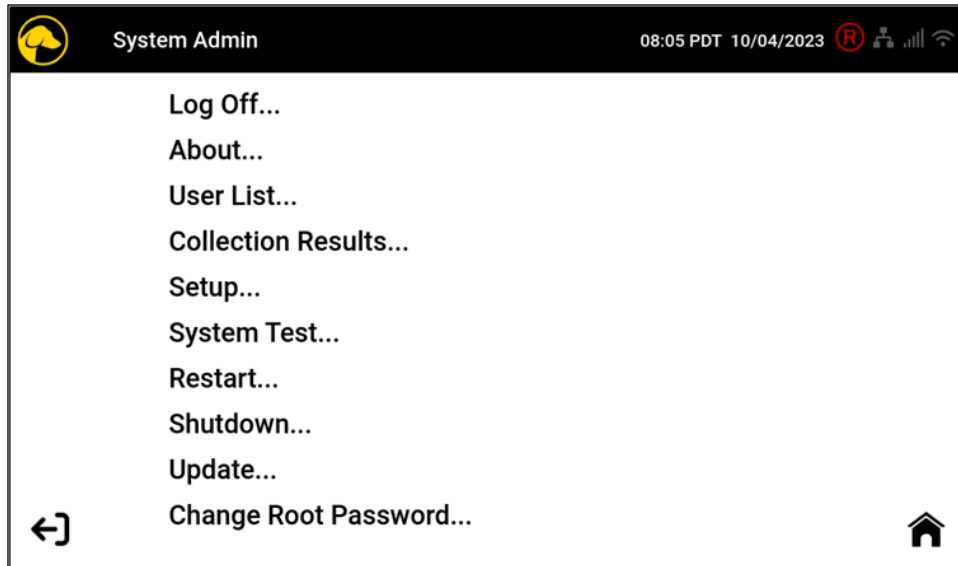 System Admin
08:05 PDT 10/04/2023 R
Log Off...
About...
User List...
Collection Results...
Setup...
System Test...
Restart...
Shutdown...
Update...
Change Root Password...